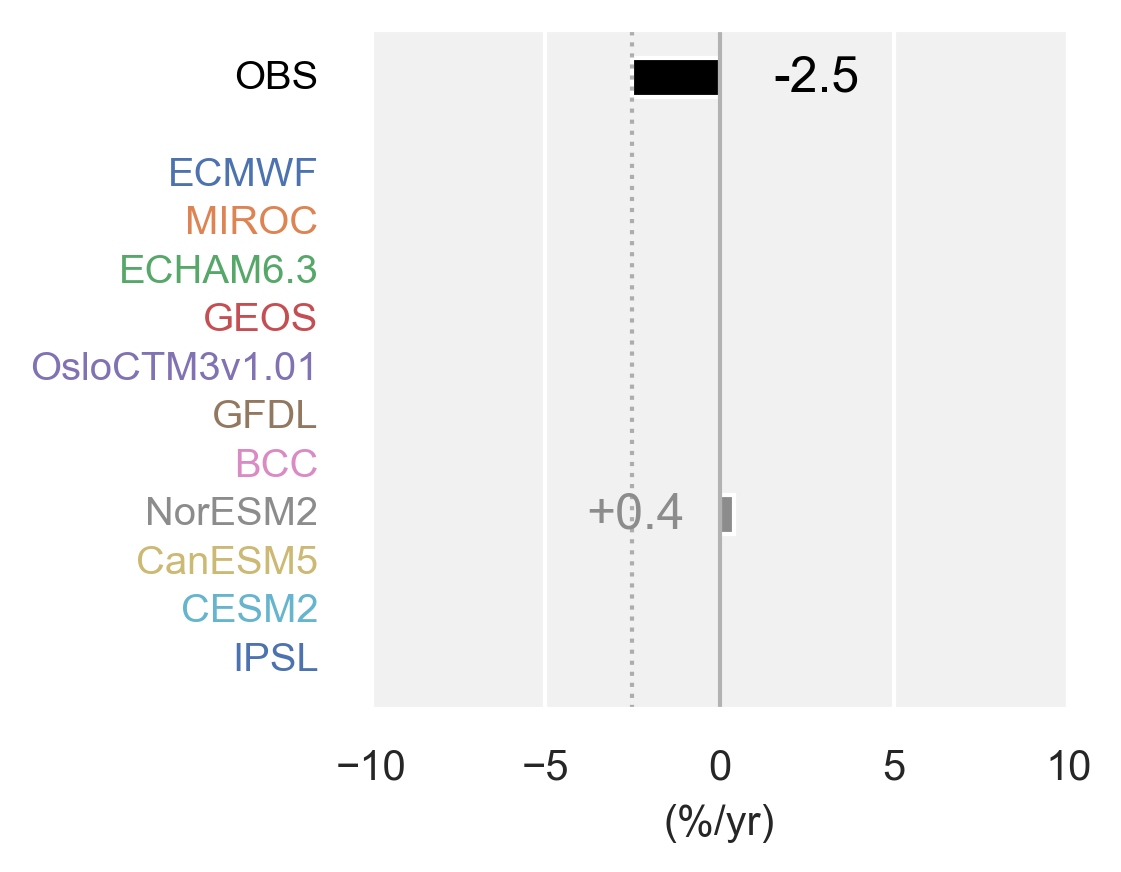 OBS -2.5
ECMWF
MIROC
ECHAM6.3
GEOS
OsloCTM3v1.01
GFDL
BCC
NorESM2 +0.4
CanESM5
CESM2
IPSL
−10 −5 0 5 10
(%/yr)